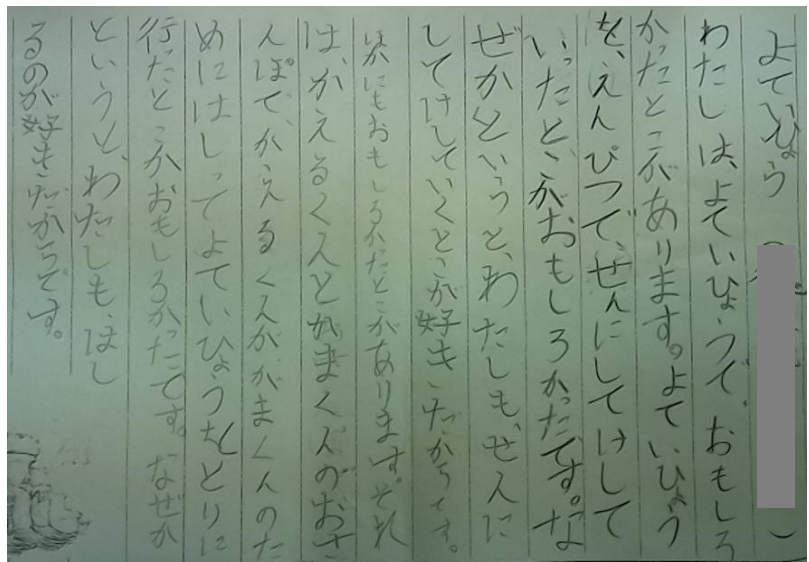 よていひょう （ ）
わたしは、よていひょうで、おもしろ
かったとこがあります。よていひょう
を、えんぴつで、せんにしてけして
いったとこがおもしろかったです。な
ぜかというと、わたしも、せんに
してけしていくとこが好きだからです。
ほかにもおもしろかたとこがあります。それ
は、かえるくんとがまくんのおさ
んぽで、かえるくんががまくんのた
めにはしってよていひょうをとりに
行たとこがおもしろかたです。なぜか
というと、わたしも、はし
るのが好きだからです。